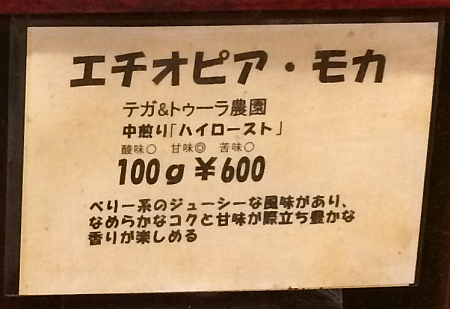 エチオピア・モカ
テガ&トゥーラ農園
中煎り「ハイロースト」
酸味○ 甘味◎ 苦味○
100g ¥600
べリー系のジューシーな風味があり、
なめらかなコクと甘味が際立ち豊かな
香りが楽しめる